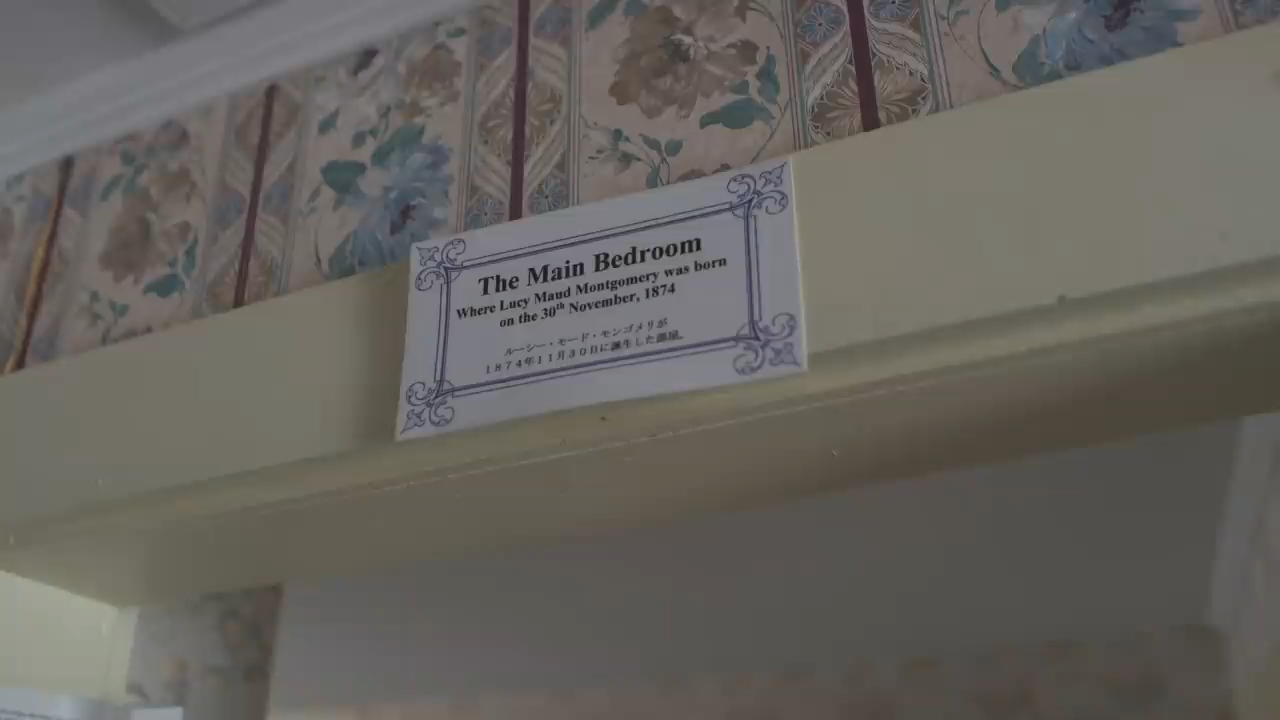 The Main Bedroom
Where Lucy Maud Montgomery was born
on the 30th November, 1874
ルーシー・モード・モンゴメリが
1874年11月30日に誕生した部屋。